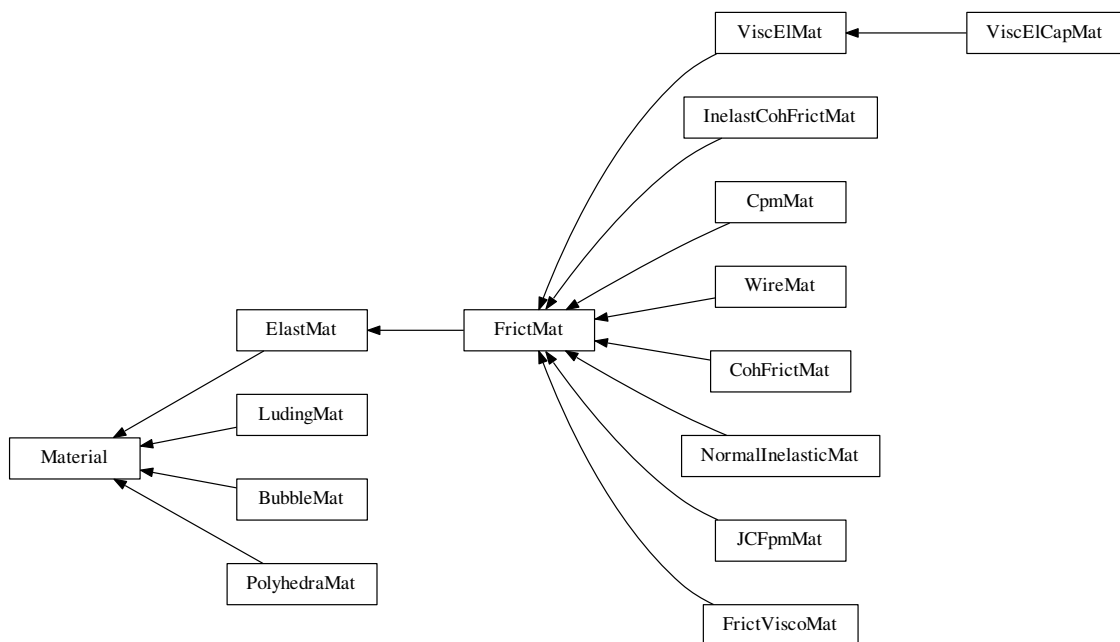 ViscElMat
ViscElCapMat
InelastCohFrictMat
CpmMat
WireMat
ElastMat
FrictMat
CohFrictMat
LudingMat
Material
NormalInelasticMat
BubbleMat
JCFpmMat
PolyhedraMat
FrictViscoMat